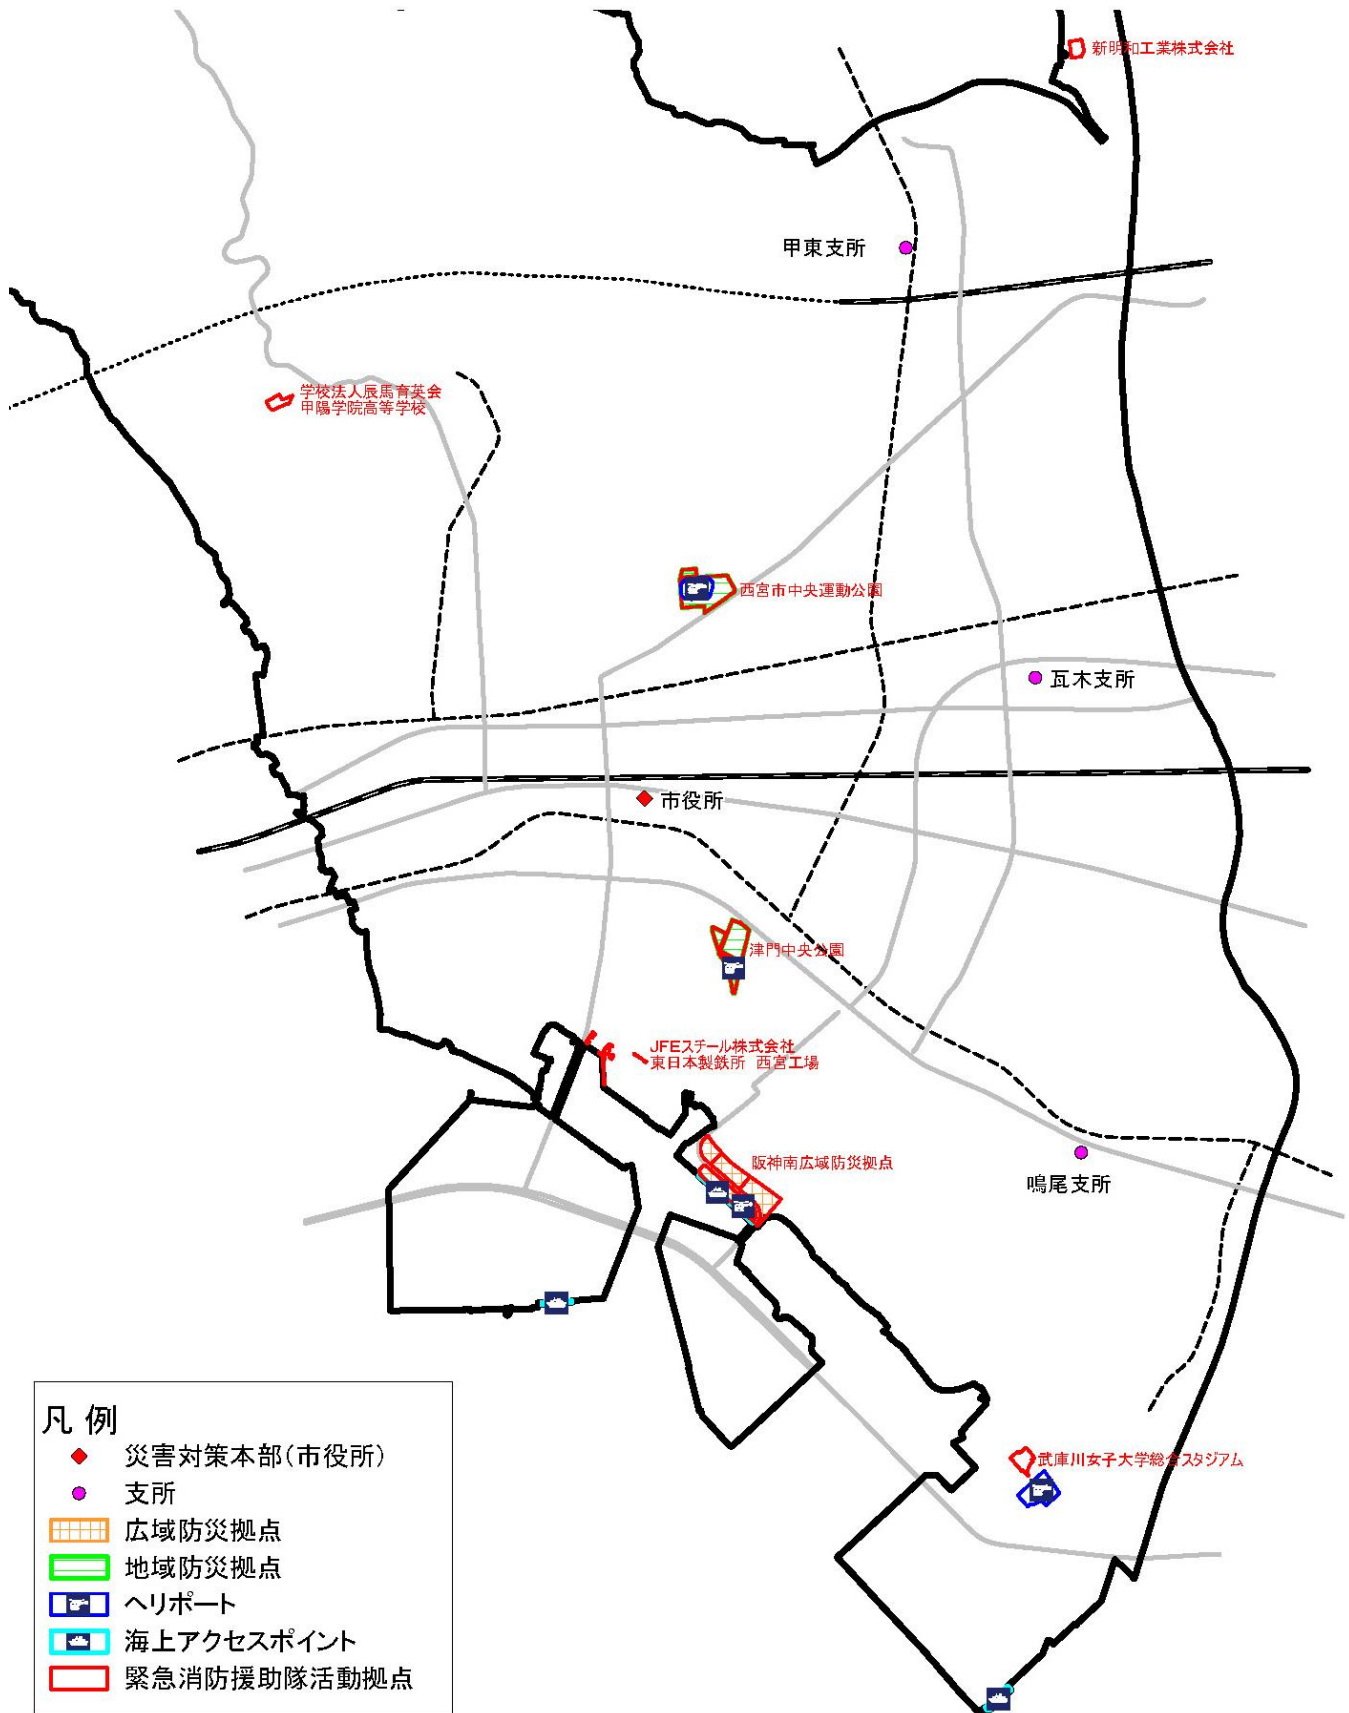 新明和工業株式会社
甲東支所
学校法人辰馬育英会
甲陽学院高等学校
西宮市中央運動公園
瓦木支所
市役所
津門中央公園
JFEスチール株式会社
東日本製鉄所 西宮工場
阪神南広域防災拠点
鳴尾支所
武庫川女子大学総合スタジアム
凡 例
災害対策本部(市役所)
支所
広域防災拠点
地域防災拠点
ヘリポート
海上アクセスポイント
緊急消防援助隊活動拠点